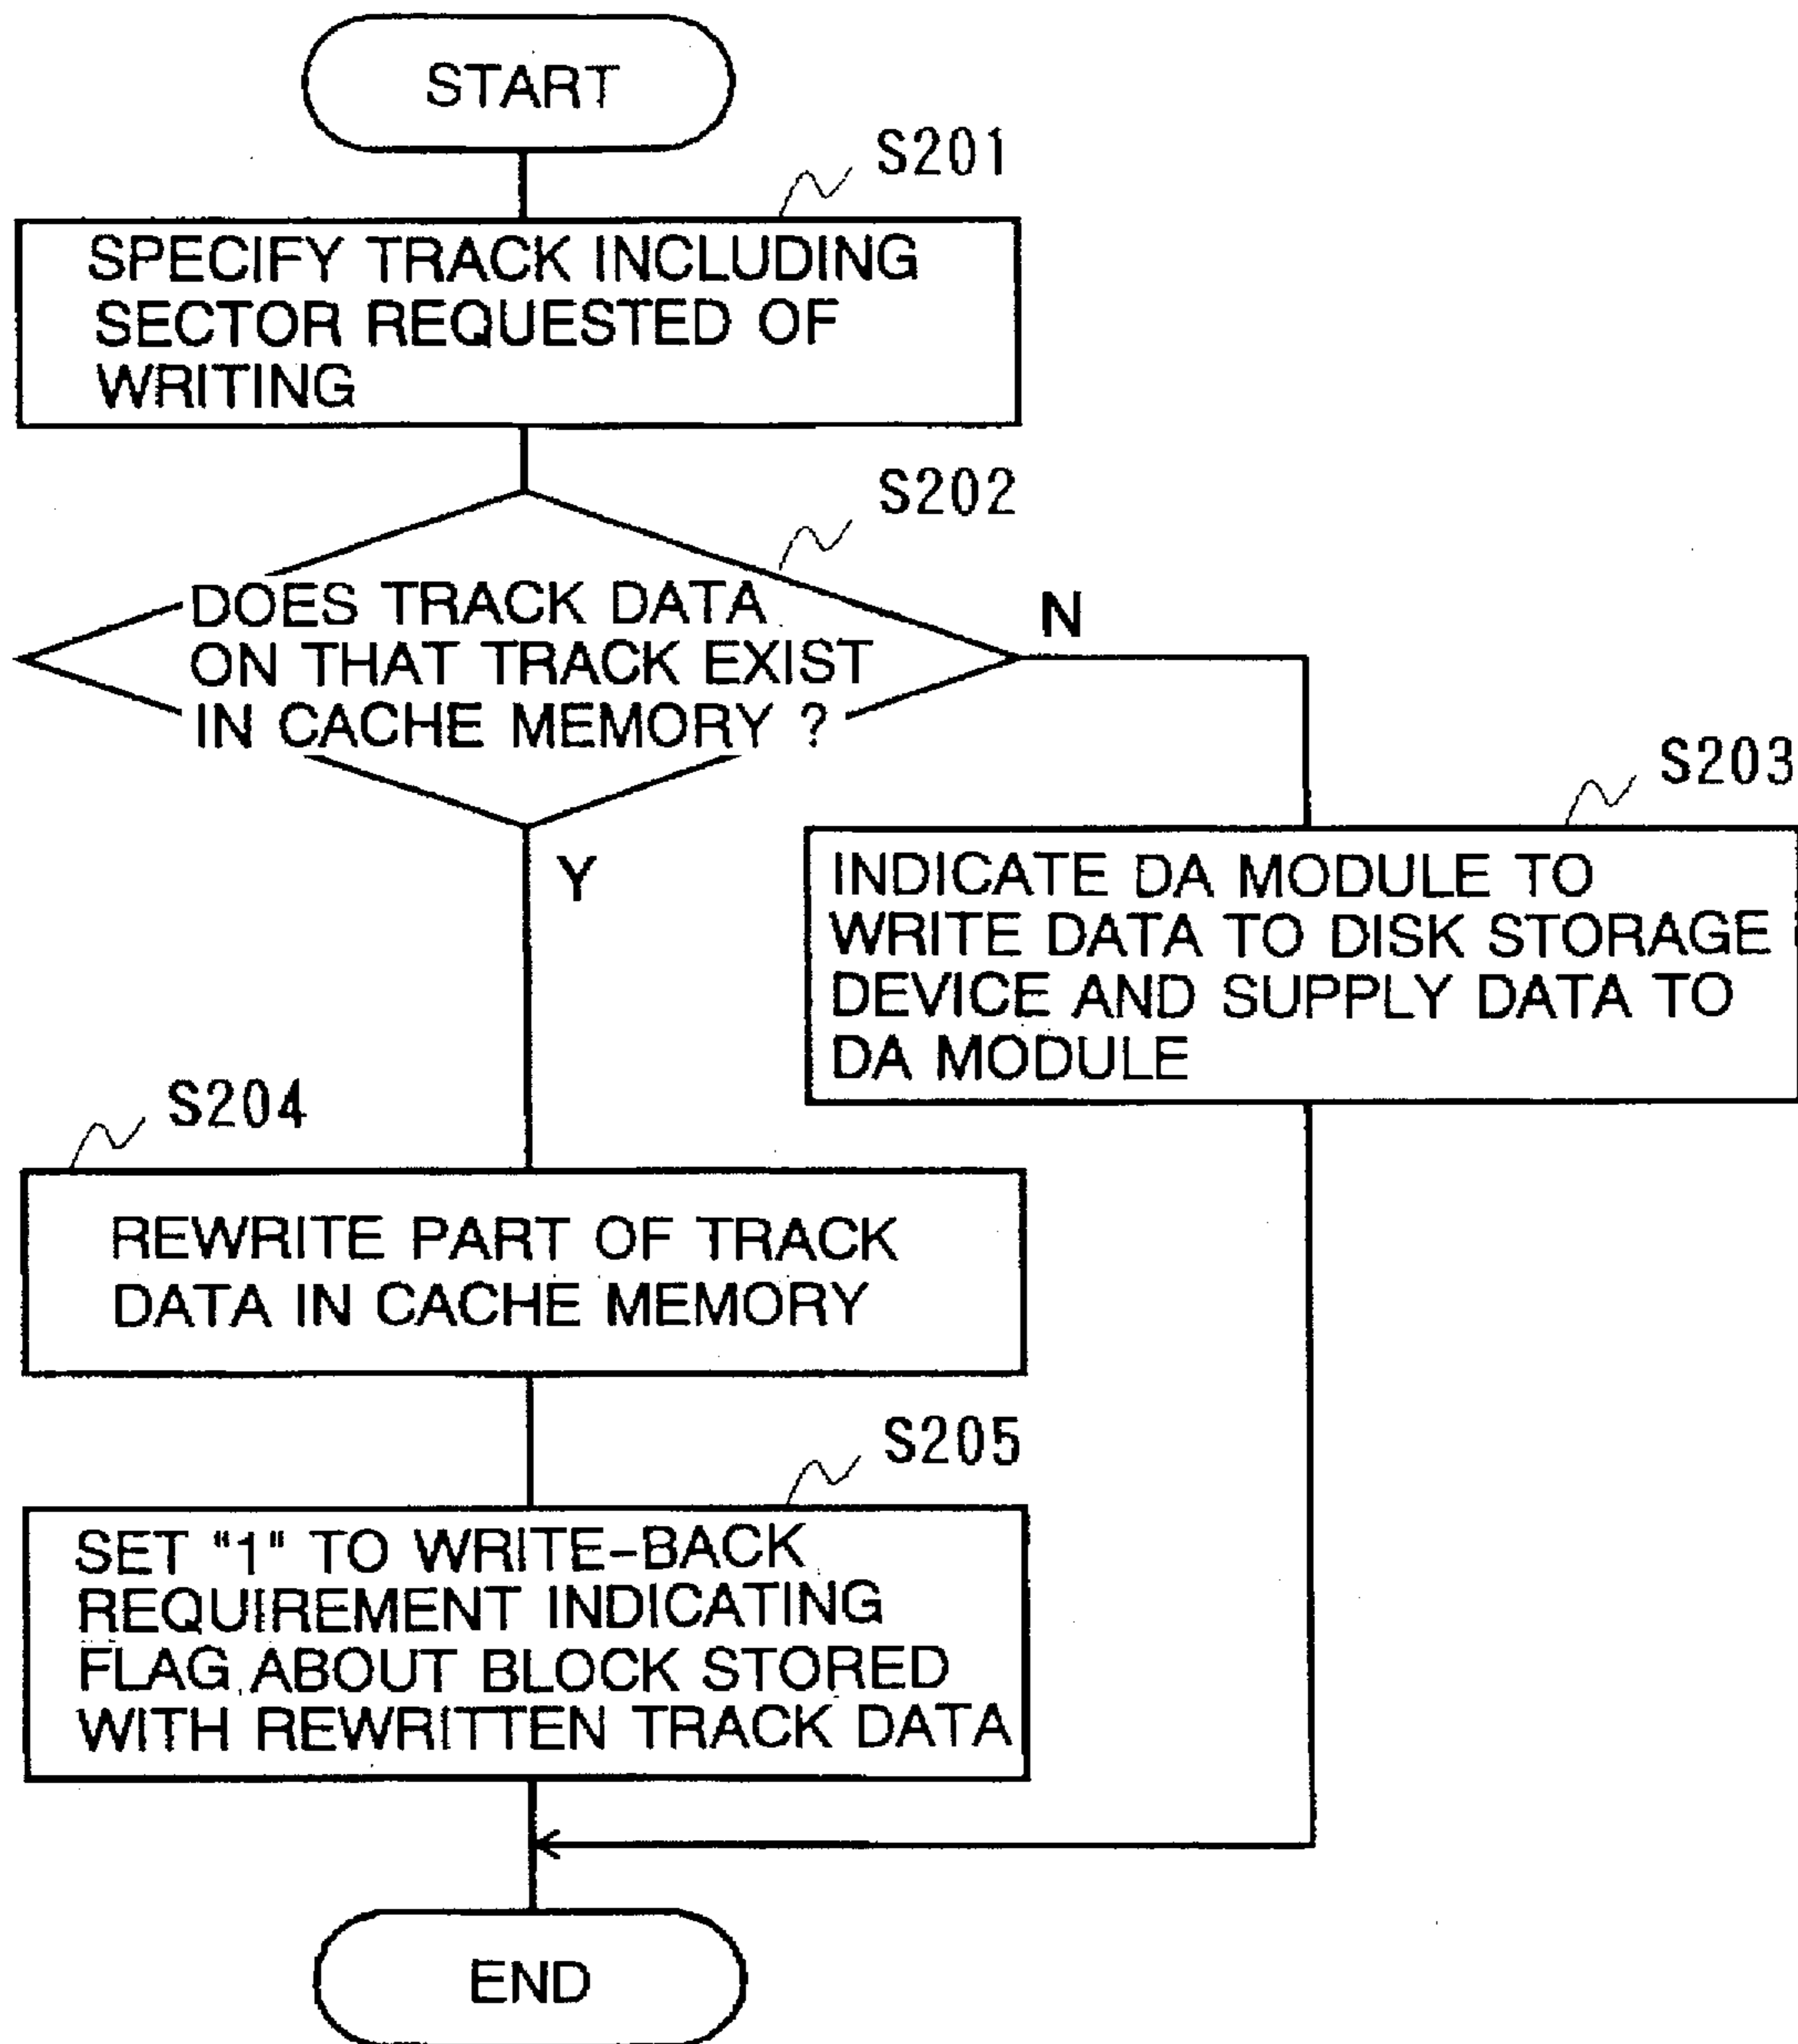 START
S201
SPECIFY TRACK INCLUDING
SECTOR REQUESTED OF
WRITING
S202
DOES TRACK DATA
ON THAT TRACK EXIST
IN CACHE MEMORY ?
N
Y
S203
INDICATE DA MODULE TO
WRITE DATA TO DISK STORAGE
DEVICE AND SUPPLY DATA TO
DA MODULE
S204
REWRITE PART OF TRACK
DATA IN CACHE MEMORY
S205
SET "1" TO WRITE-BACK
REQUIREMENT INDICATING
FLAG ABOUT BLOCK STORED
WITH REWRITTEN TRACK DATA
END